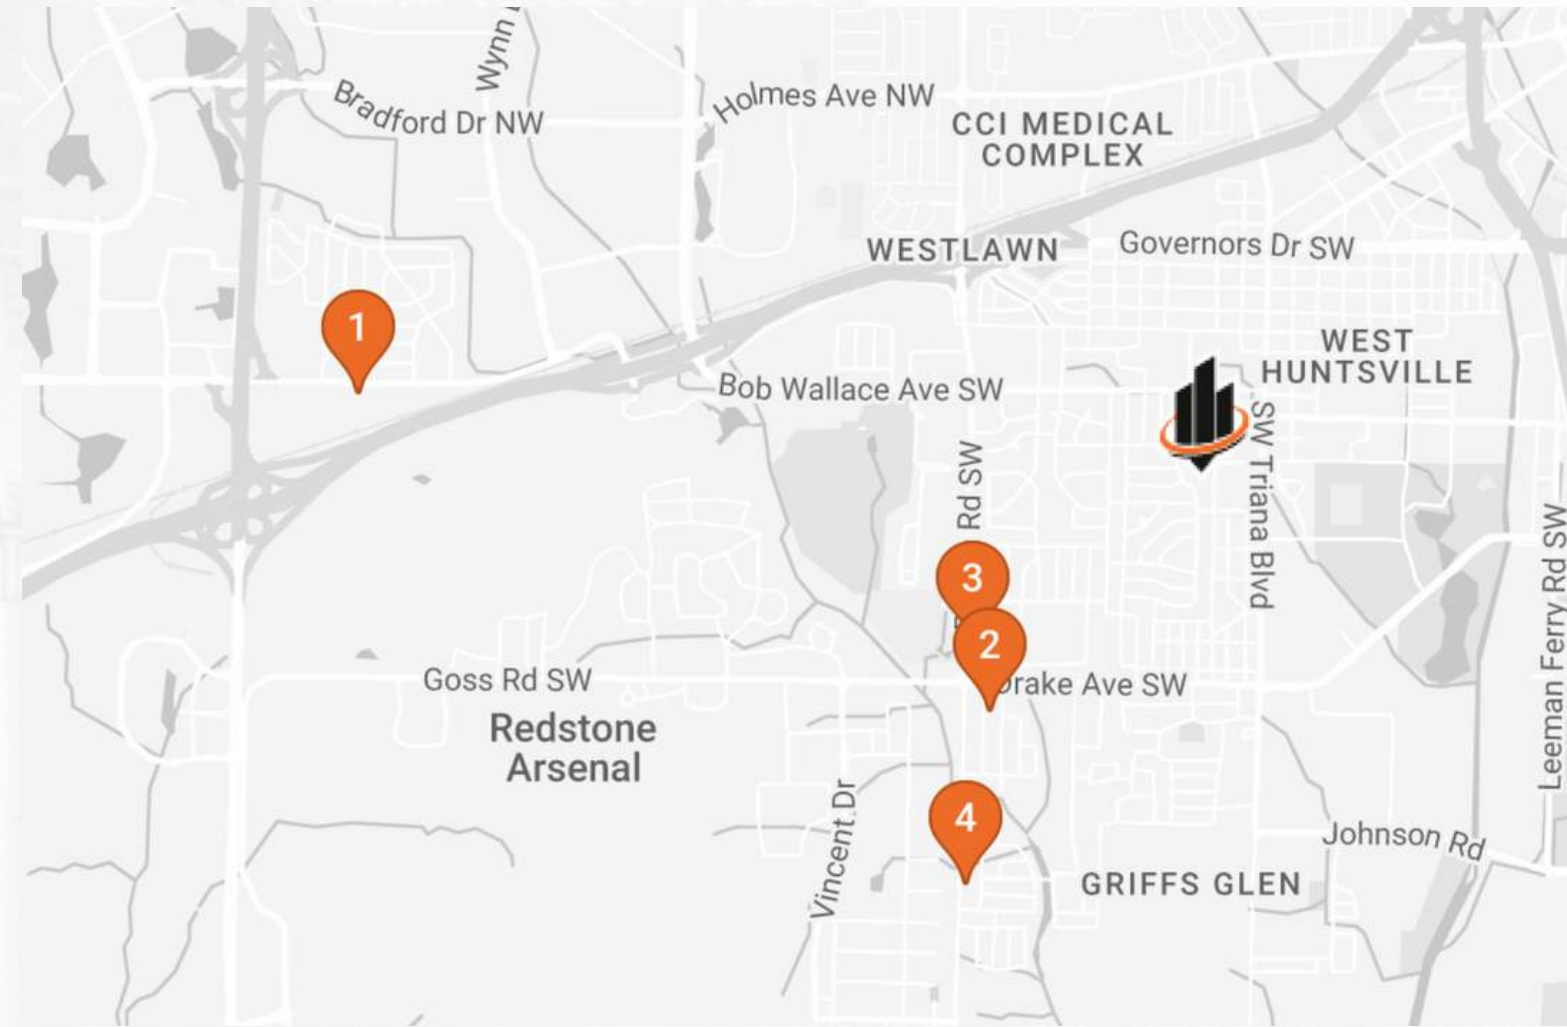 Wynn
Bradford Dr NW
Holmes Ave NW
CCI MEDICAL
COMPLEX
WESTLAWN
Governors Dr SW
1
WEST
HUNTSVILLE
Bob Wallace Ave SW
SW Triana Blvd
Rd SW
Leeman Ferry Rd SW
3
2
Goss Rd SW
Drake Ave SW
Redstone
Arsenal
Vincent Dr
4
Johnson Rd
GRIFFS GLEN